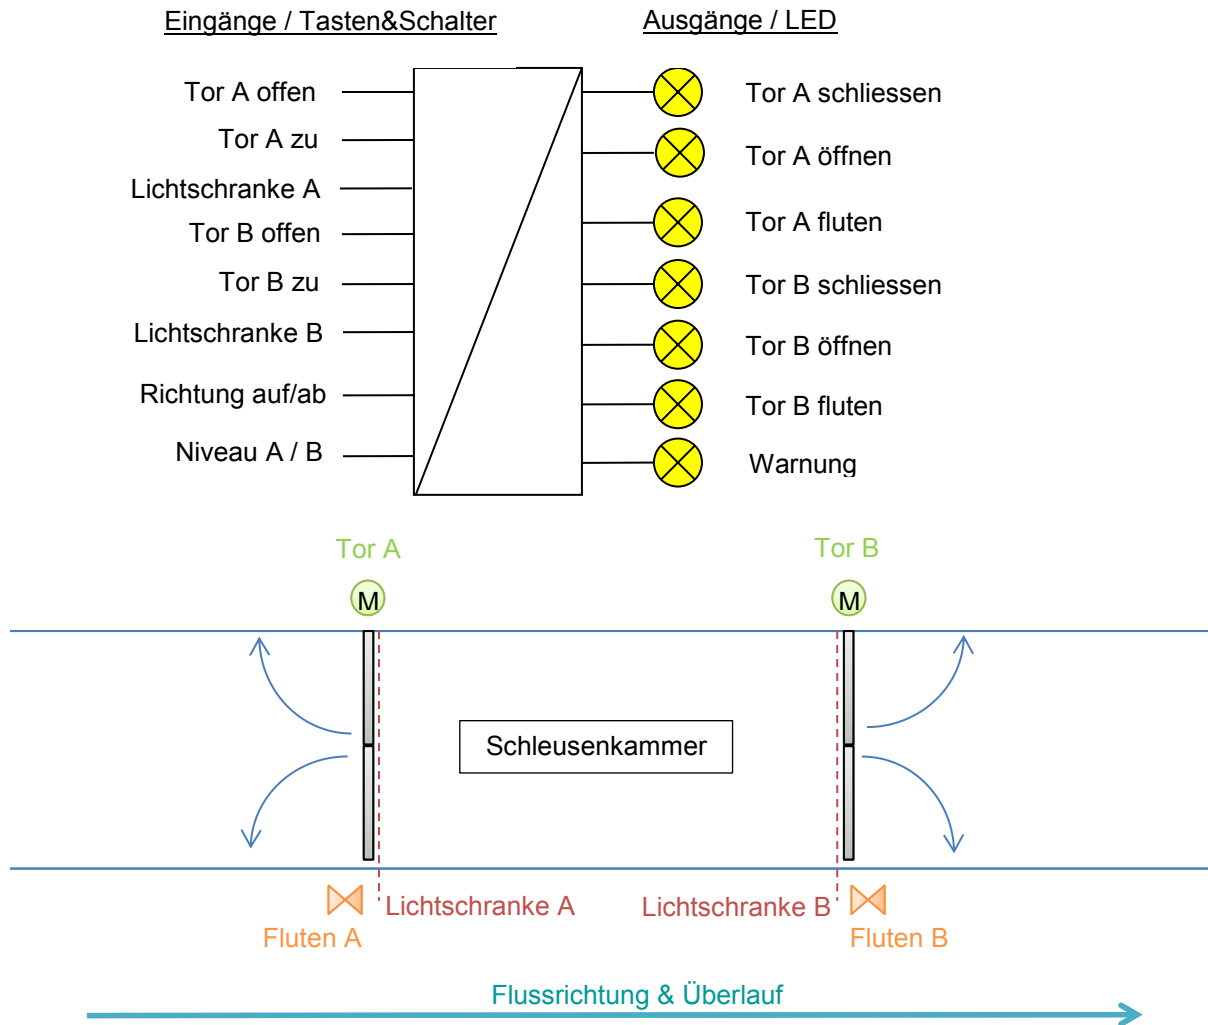 Eingänge / Tasten&Schalter
Ausgänge / LED
Tor A offen
Tor A zu
Lichtschranke A
Tor B offen
Tor B zu
Lichtschranke B
Richtung auf/ab
Niveau A / B
Tor A schliessen
Tor A öffnen
Tor A fluten
Tor B schliessen
Tor B öffnen
Tor B fluten
Warnung
Tor A
Tor B
M
M
Schleusenkammer
Lichtschranke A
Lichtschranke B
Fluten A
Fluten B
Flussrichtung & Überlauf